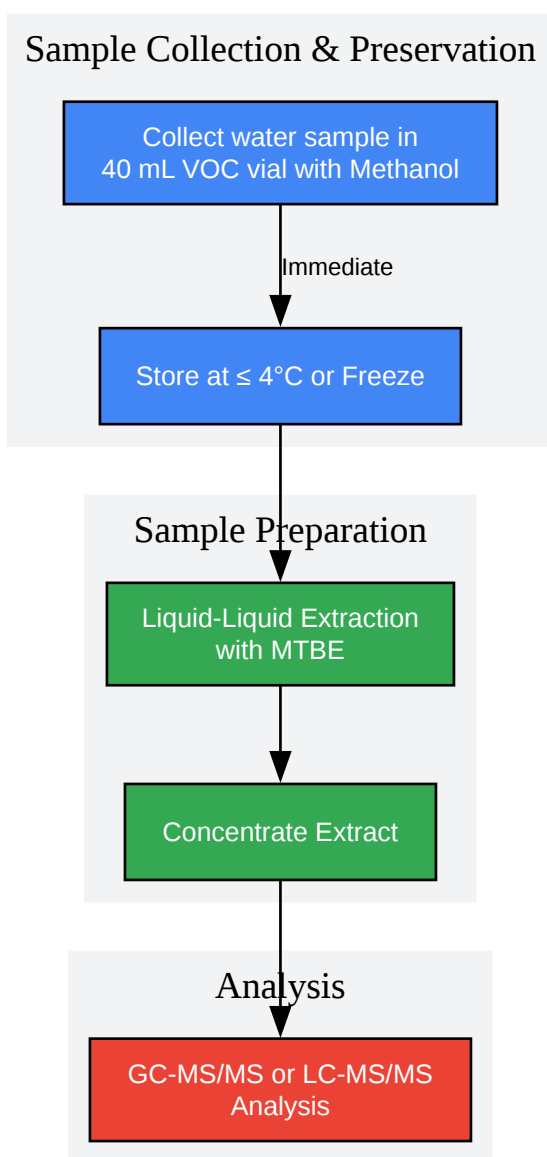 Sample Collection & Preservation
Collect water sample in
40 mL VOC vial with Methanol
Immediate
Store at ≤ 4°C or Freeze
Sample Preparation
Liquid-Liquid Extraction
with MTBE
Concentrate Extract
Analysis
GC-MS/MS or LC-MS/MS
Analysis